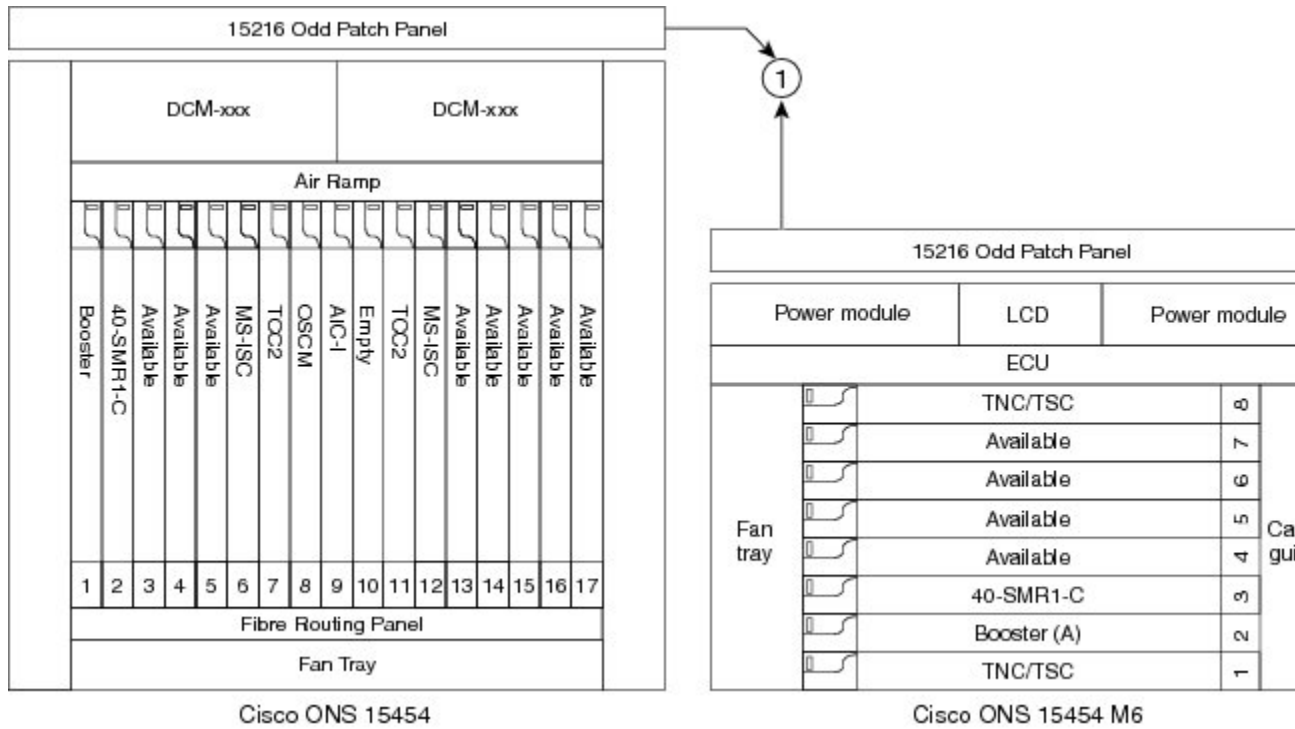 15216 Odd Patch Panel
1
DCM-xxx
DCM-xxx
Air Ramp
Booster
40-SMR1-C
Available
Available
Available
MS-ISC
TCC2
OSCM
AIC-I
Empty
TCC2
MS-ISC
Available
Available
Available
Available
Available
1 2 3 4 5 6 7 8 9 10 11 12 13 14 15 16 17
Fibre Routing Panel
Fan Tray
Cisco ONS 15454
15216 Odd Patch Panel
Power module
LCD
Power module
ECU
Fan
tray
TNC/TSC 8
Available 7
Available 6
Available 5
Available 4
40-SMR1-C 3
Booster (A) 2
TNC/TSC 1
Cisco ONS 15454 M6